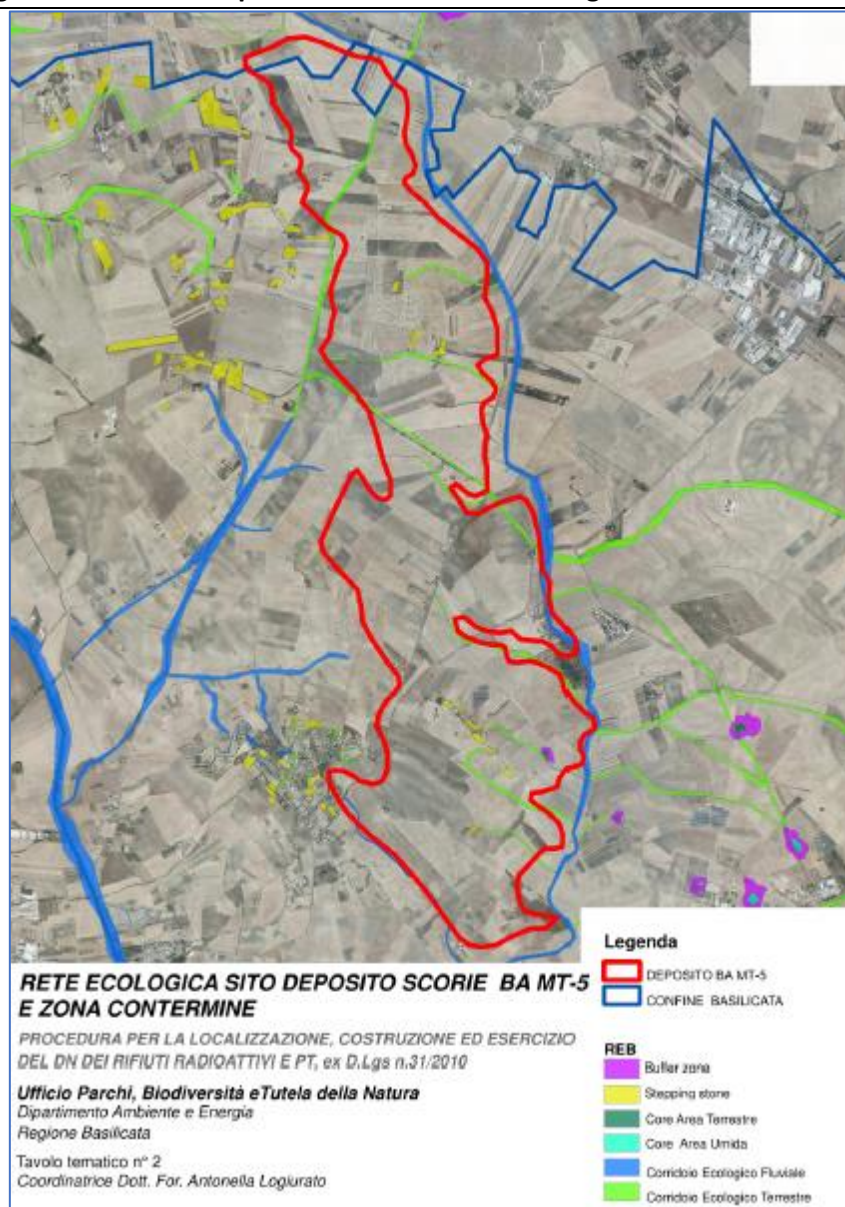 RETE ECOLOGICA SITO DEPOSITO SCORIE BA MT-5
E ZONA CONTERMINE
PROCEDURA PER LA LOCALIZZAZIONE, COSTRUZIONE ED ESERCIZIO
DEL DN DEI RIFIUTI RADIOATTIVI E PT, ex D.Lgs n.31/2010
Ufficio Parchi, Biodiversità eTutela della Natura
Dipartimento Ambiente e Energia
Regione Basilicata
Tavolo tematico n° 2
Coordinatrice Dott. For. Antonella Logiurato
Legenda
DEPOSITO BA MT-5
CONFINE BASILICATA
REB
Buffer zone
Stepping stone
Core Area Terrestre
Core Area Umida
Corridoio Ecologico Fluviale
Corridoio Ecologico Terrestre